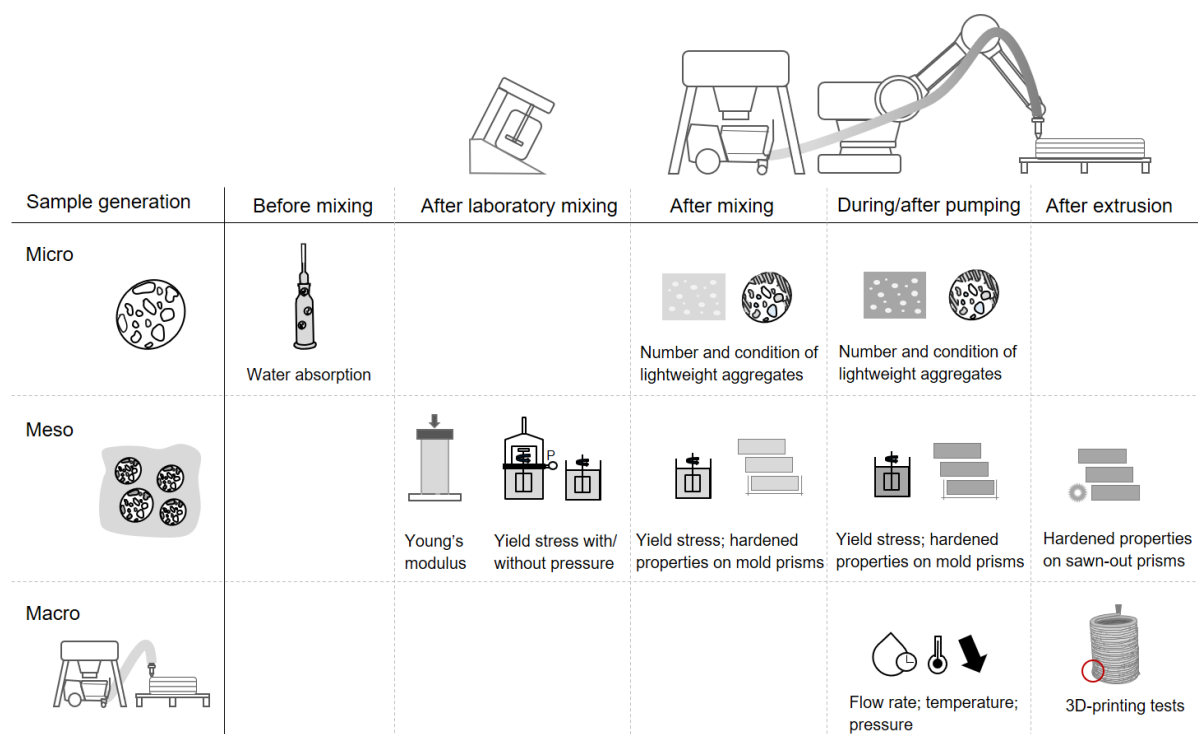 Sample generation
Before mixing
After laboratory mixing
After mixing
During/after pumping
After extrusion
Micro
Water absorption
Number and condition of
lightweight aggregates
Number and condition of
lightweight aggregates
Meso
P
Young's
modulus
Yield stress with/
without pressure
Yield stress; hardened
properties on mold prisms
Yield stress; hardened
properties on mold prisms
Hardened properties
on sawn-out prisms
Macro
Flow rate; temperature;
pressure
3D-printing tests